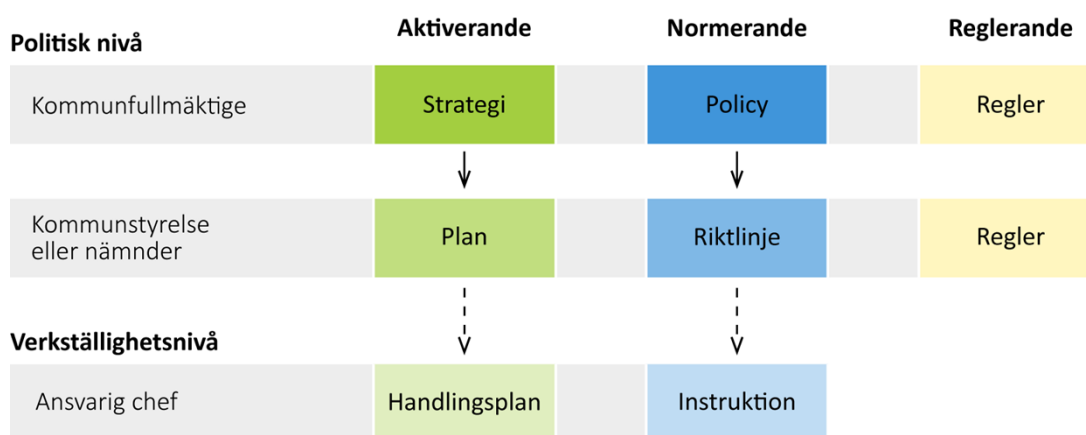 Politisk nivå
Aktiverande
Normerande
Reglerande
Kommunfullmäktige
Strategi
Policy
Regler
Kommunstyrelse
eller nämnder
Plan
Riktlinje
Regler
Verkställighetsnivå
Ansvarig chef
Handlingsplan
Instruktion